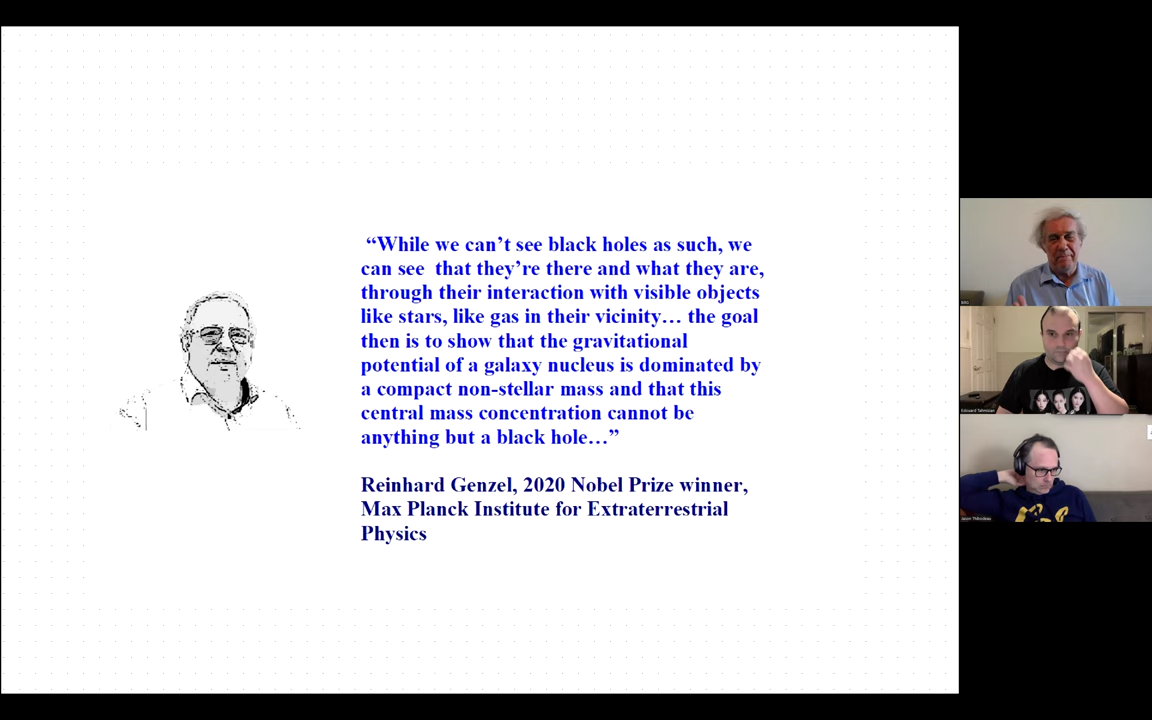 “While we can’t see black holes as such, we
can see that they’re there and what they are,
through their interaction with visible objects
like stars, like gas in their vicinity… the goal
then is to show that the gravitational
potential of a galaxy nucleus is dominated by
a compact non-stellar mass and that this
central mass concentration cannot be
anything but a black hole…”
Reinhard Genzel, 2020 Nobel Prize winner,
Max Planck Institute for Extraterrestrial
Physics